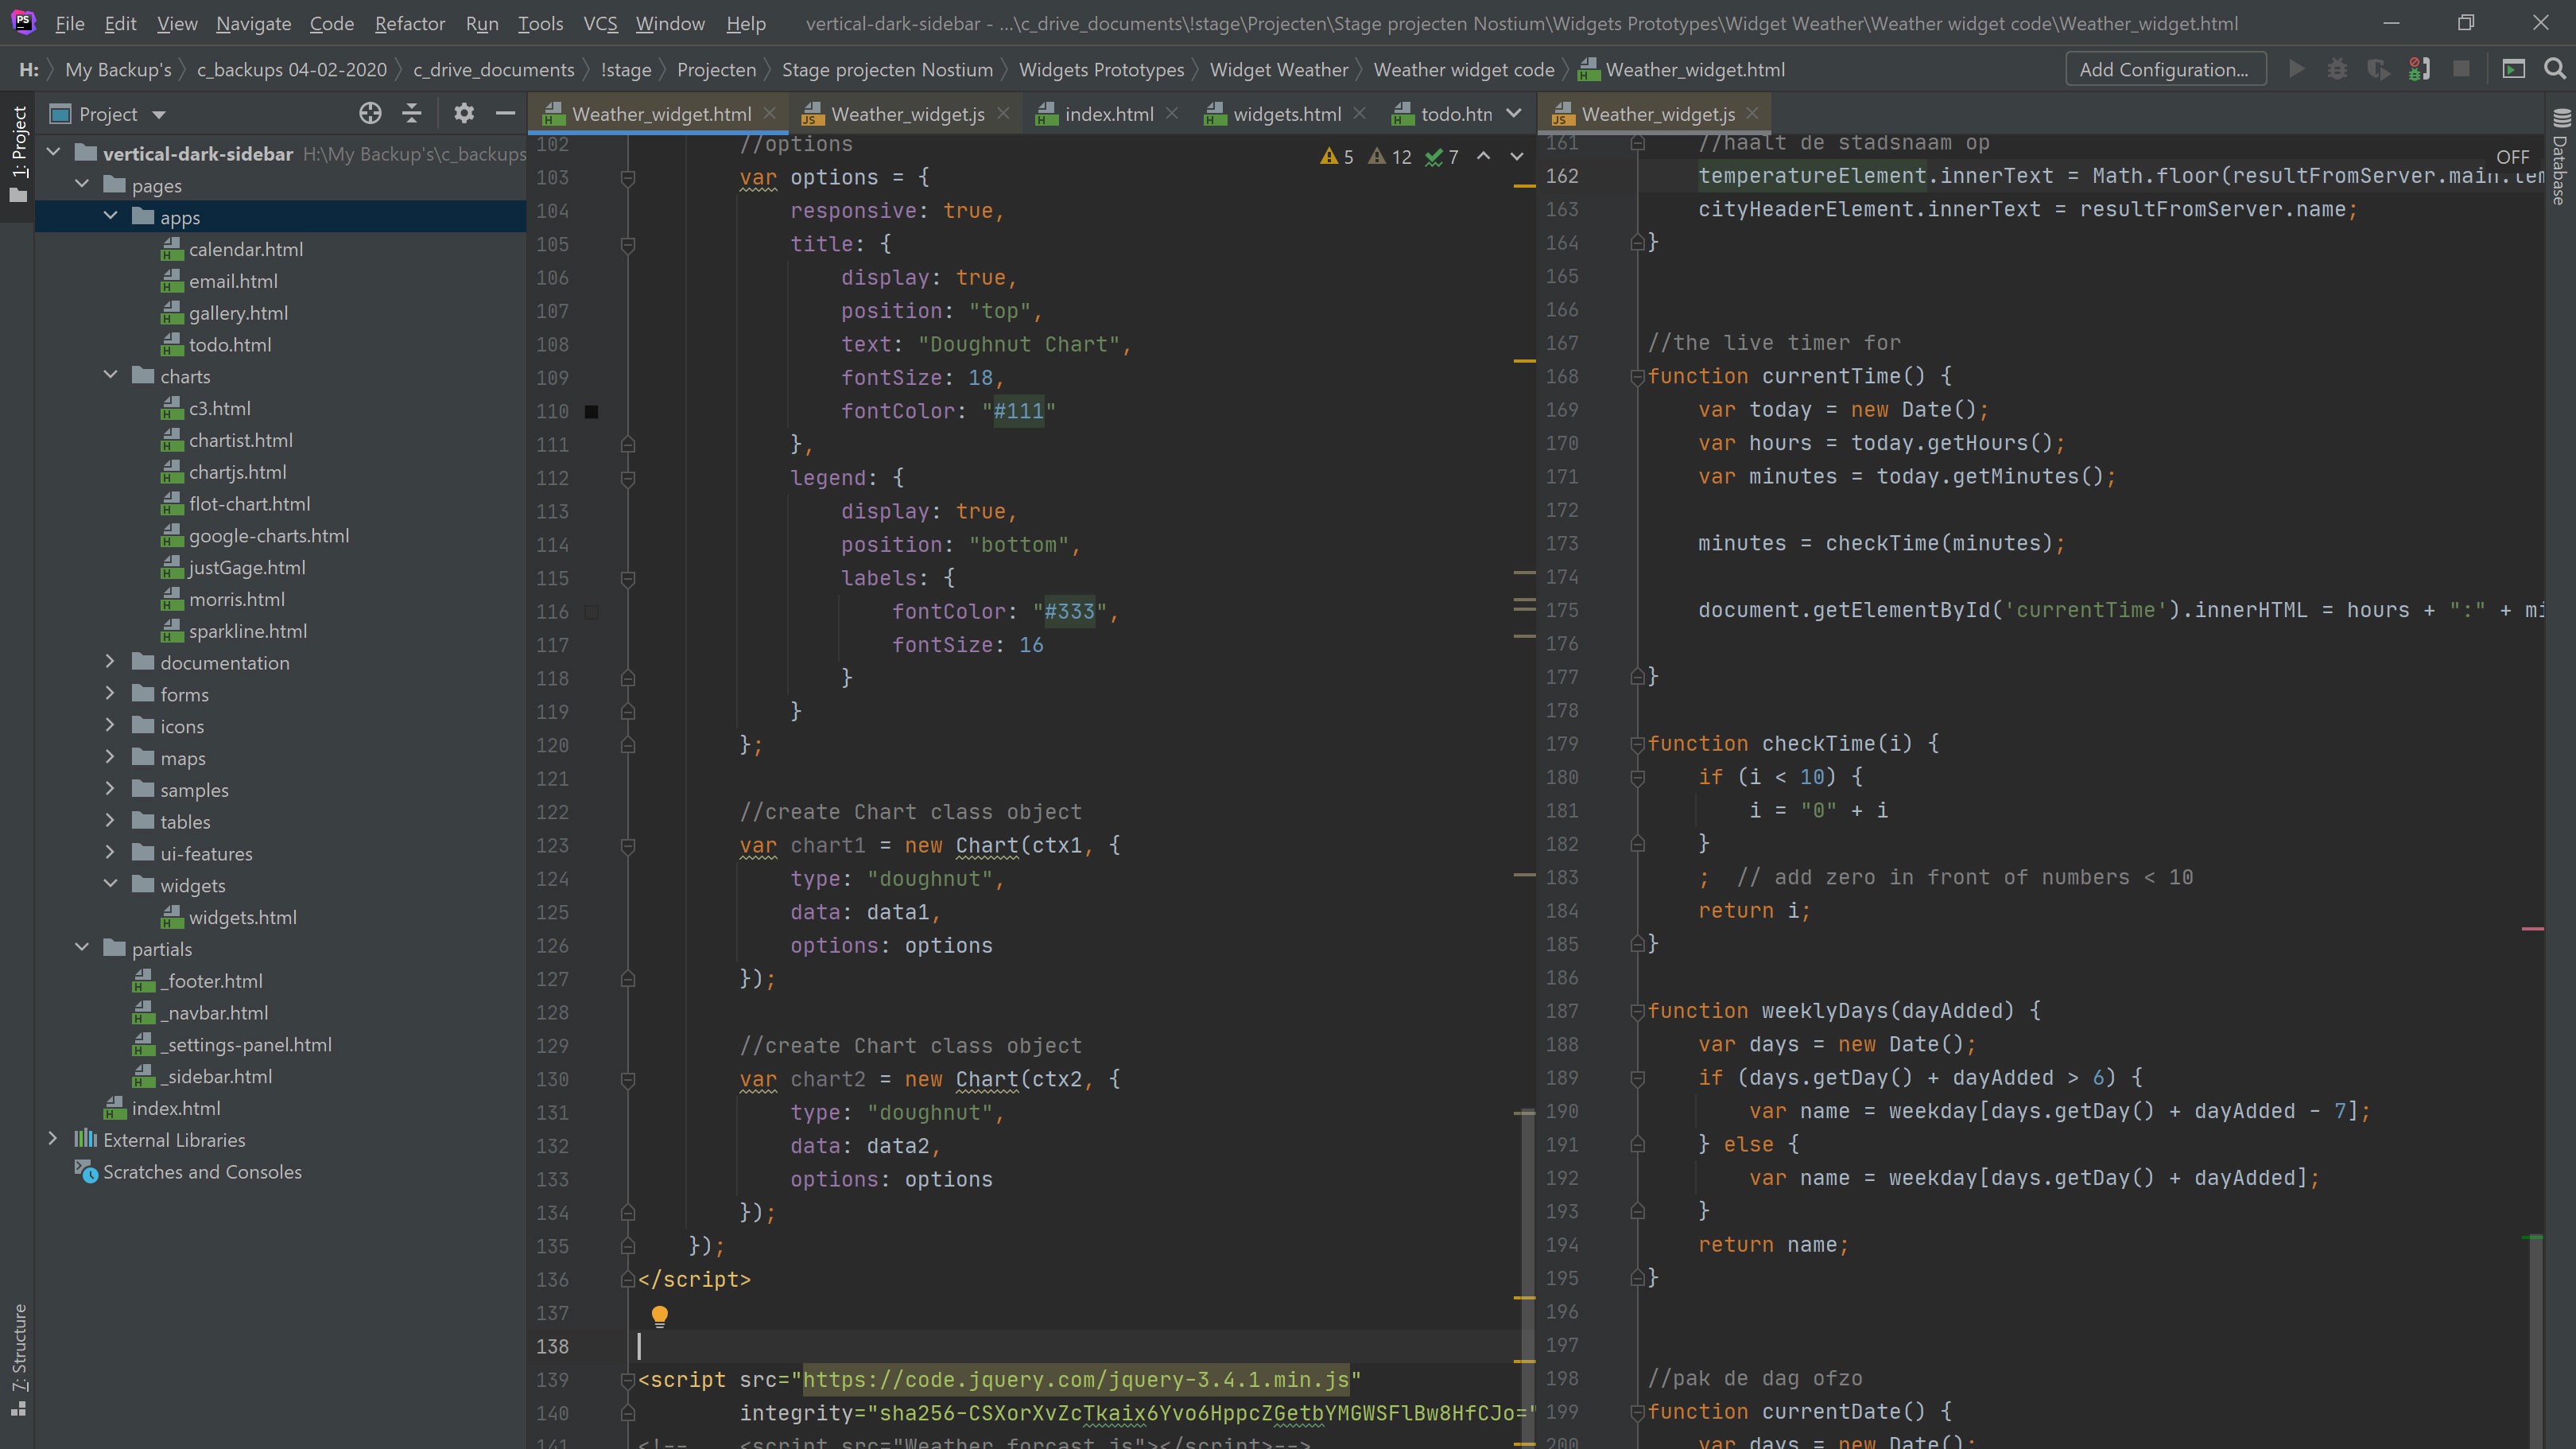 File Edit View Navigate Code Refactor Run Tools VCS Window Help vertical-dark-sidebar - ...\c_drive_documents\!stage\Projecten\Stage projecten Nostium\Widgets Prototypes\Widget Weather\Weather widget code\Weather_widget.html
H: My Backup's c_backups 04-02-2020 c_drive_documents !stage Projecten Stage projecten Nostium Widgets Prototypes Widget Weather Weather widget code Weather_widget.html Add Configuration...
1: Project
7: Structure
Project
vertical-dark-sidebar H:\My Backup's\c_backups
pages
apps
calendar.html
email.html
gallery.html
todo.html
charts
c3.html
chartist.html
chartjs.html
flot-chart.html
google-charts.html
justGage.html
morris.html
sparkline.html
documentation
forms
icons
maps
samples
tables
ui-features
widgets
widgets.html
partials
_footer.html
_navbar.html
_settings-panel.html
_sidebar.html
index.html
External Libraries
Scratches and Consoles
Weather_widget.html Weather_widget.js index.html widgets.html todo.htn
5 12 7
102 //options
103 var options = {
104 responsive: true,
105 title: {
106 display: true,
107 position: "top",
108 text: "Doughnut Chart",
109 fontSize: 18,
110 fontColor: "#111"
111 },
112 legend: {
113 display: true,
114 position: "bottom",
115 labels: {
116 fontColor: "#333",
117 fontSize: 16
118 }
119 }
120 };
121
122 //create Chart class object
123 var chart1 = new Chart(ctx1, {
124 type: "doughnut",
125 data: data1,
126 options: options
127 });
128
129 //create Chart class object
130 var chart2 = new Chart(ctx2, {
131 type: "doughnut",
132 data: data2,
133 options: options
134 });
135 });
136 </script>
137
138
139 <script src="https://code.jquery.com/jquery-3.4.1.min.js"
140 integrity="sha256-CSXorXvZcTkaix6Yvo6HppcZGetbYMGWSFlBw8HfCJo="
141 <!-- <script src="Weather_forcast.js"></script>-->
Weather_widget.js
OFF
161 //haalt de stadsnaam op
162 temperatureElement.innerText = Math.floor(resultFromServer.main.tem
163 cityHeaderElement.innerText = resultFromServer.name;
164 }
165
166
167 //the live timer for
168 function currentTime() {
169 var today = new Date();
170 var hours = today.getHours();
171 var minutes = today.getMinutes();
172
173 minutes = checkTime(minutes);
174
175 document.getElementById('currentTime').innerHTML = hours + ":" + mi
176
177 }
178
179 function checkTime(i) {
180 if (i < 10) {
181 i = "0" + i
182 }
183 ; // add zero in front of numbers < 10
184 return i;
185 }
186
187 function weeklyDays(dayAdded) {
188 var days = new Date();
189 if (days.getDay() + dayAdded > 6) {
190 var name = weekday[days.getDay() + dayAdded - 7];
191 } else {
192 var name = weekday[days.getDay() + dayAdded];
193 }
194 return name;
195 }
196
197
198 //pak de dag ofzo
199 function currentDate() {
200 var days = new Date();
Database